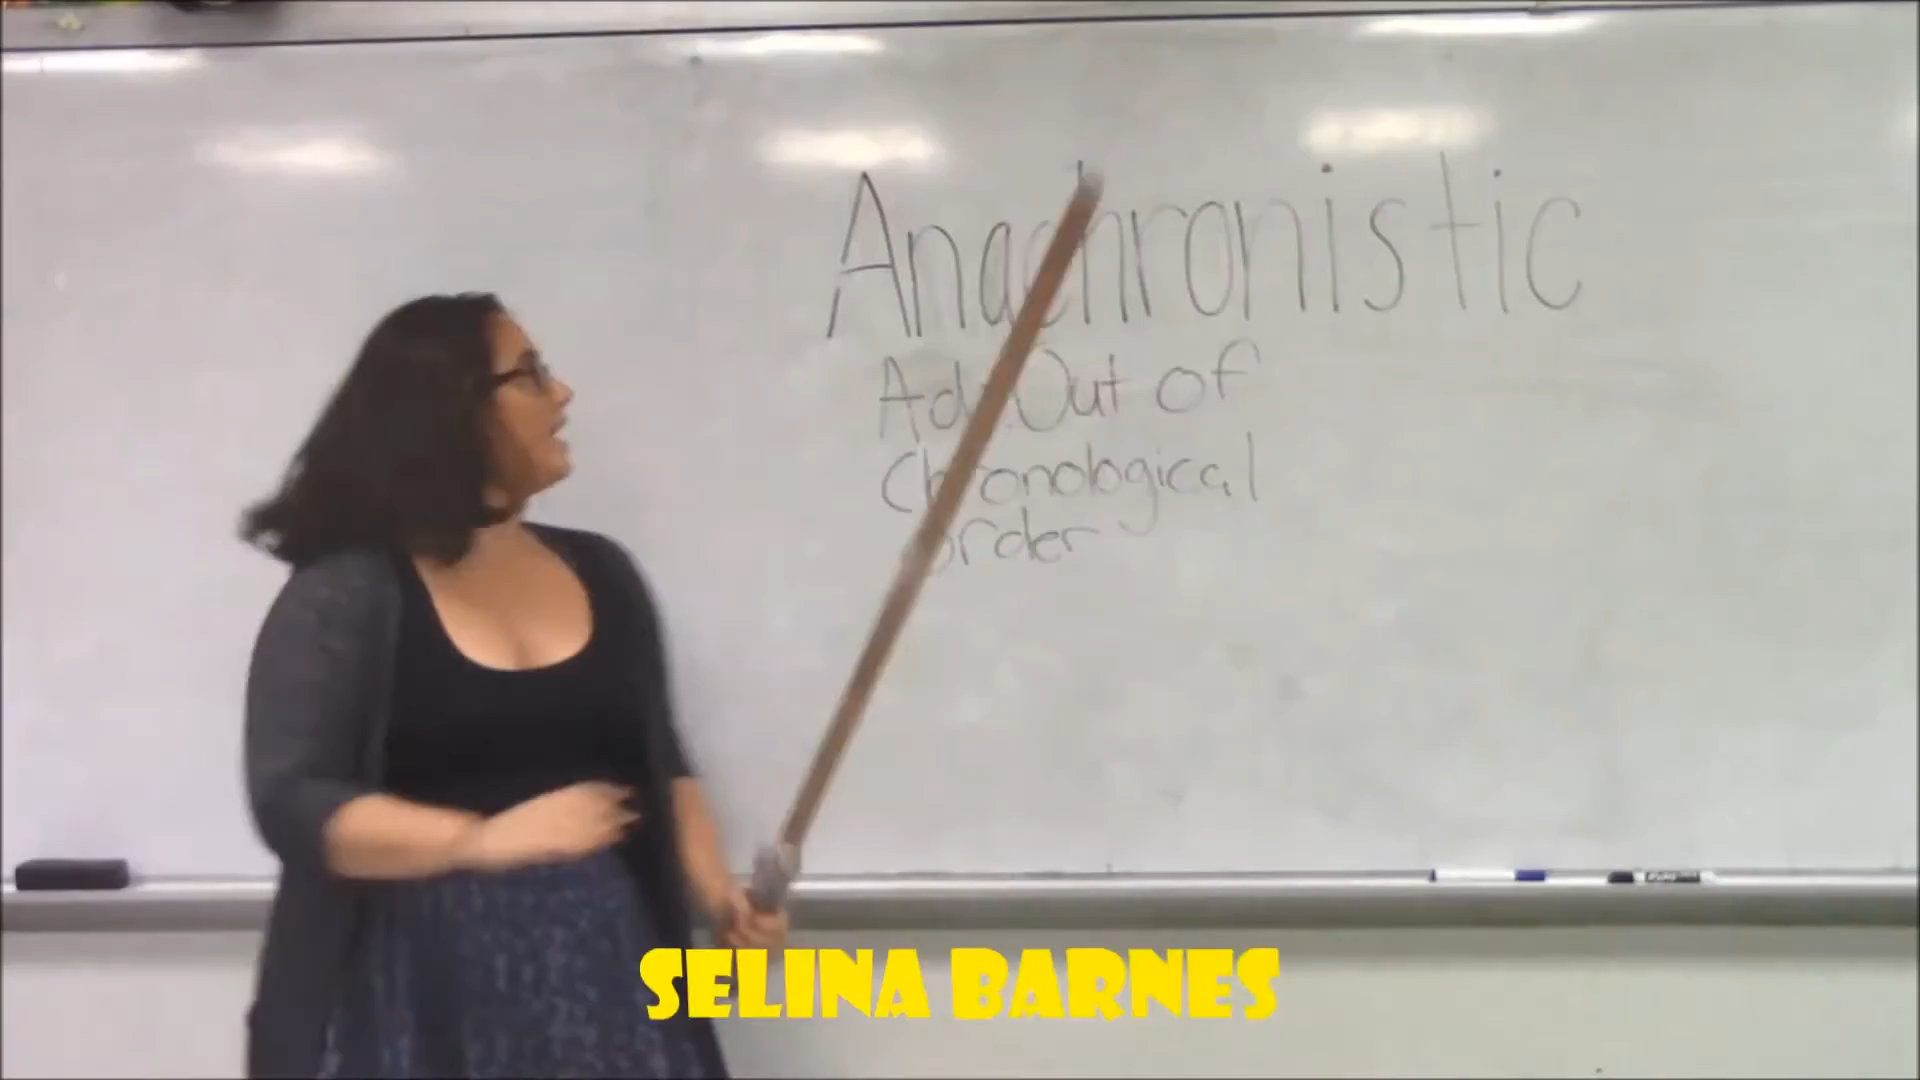 Anachronistic
Adj. Out of
Chronological
order
SELINA BARNES